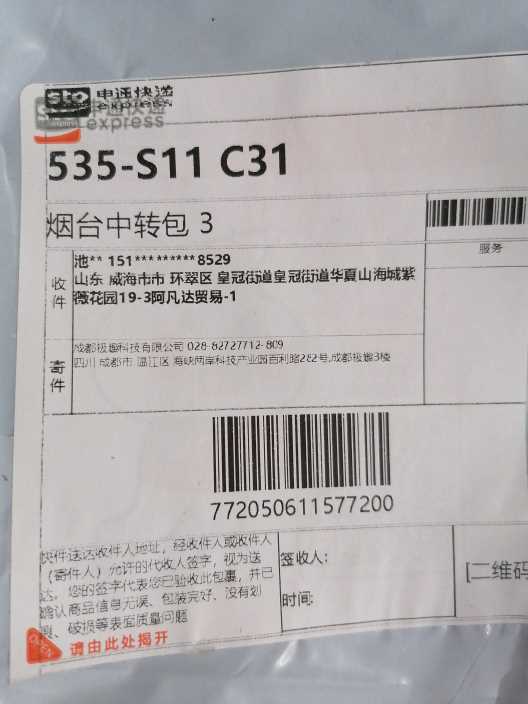 sto 申通快递
express
申通快递
express
535-S11 C31
烟台中转包 3
服务
收件
池** 151*********8529
山东 威海市市 环翠区 皇冠街道皇冠街道华夏山海城紫
薇花园19-3阿凡达贸易-1
寄件
成都极趣科技有限公司 028-82727712-809
四川 成都市 温江区 海峡两岸科技产业园百利路282号,成都极趣3楼
772050611577200
快件送达收件人地址，经收件人或收件人
（寄件人）允许的代收人签字，视为送
达，您的签字代表您已验收此包裹，并已
确认商品信息无误、包装完好、没有划
痕、破损等表面质量问题
签收人:
时间:
[二维码
OPEN
请由此处揭开